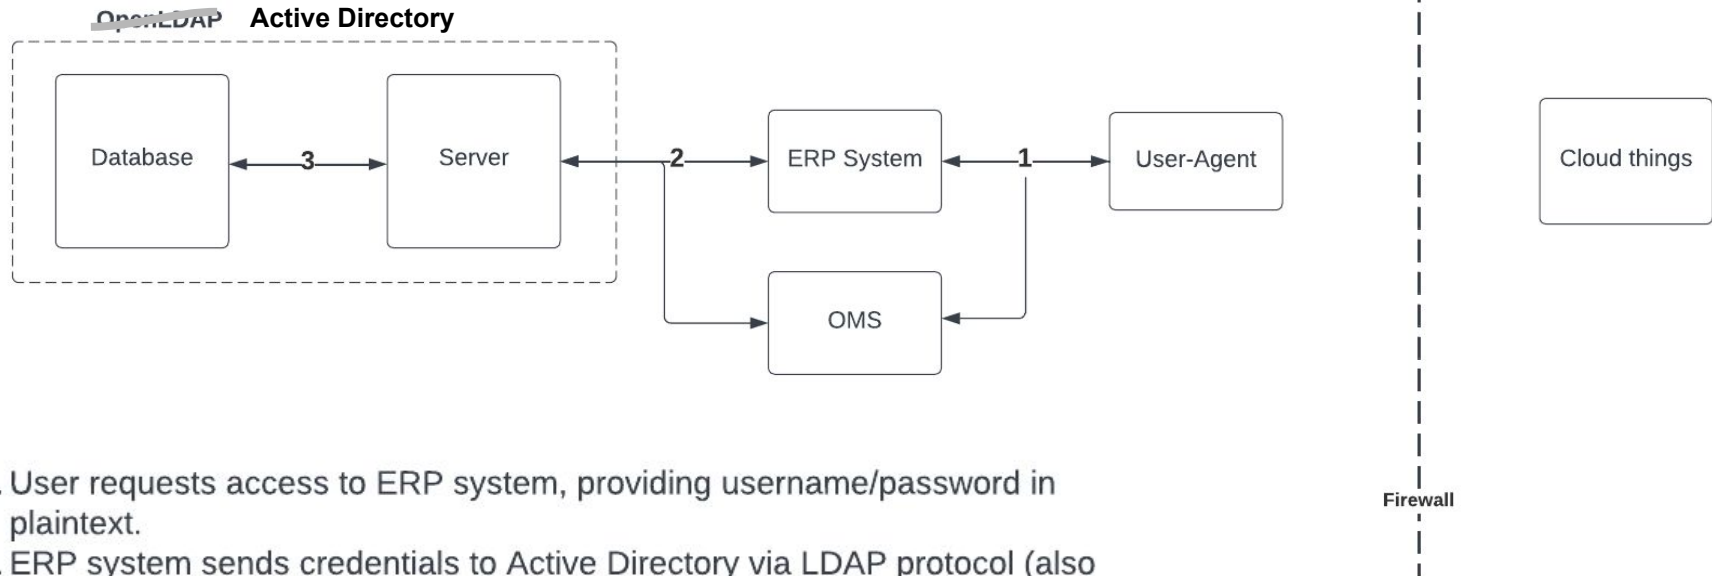 OpenLDAP Active Directory
Database
3
Server
2
ERP System
1
User-Agent
Cloud things
OMS
. User requests access to ERP system, providing username/password in
plaintext.
Firewall
. ERP system sends credentials to Active Directory via LDAP protocol (also